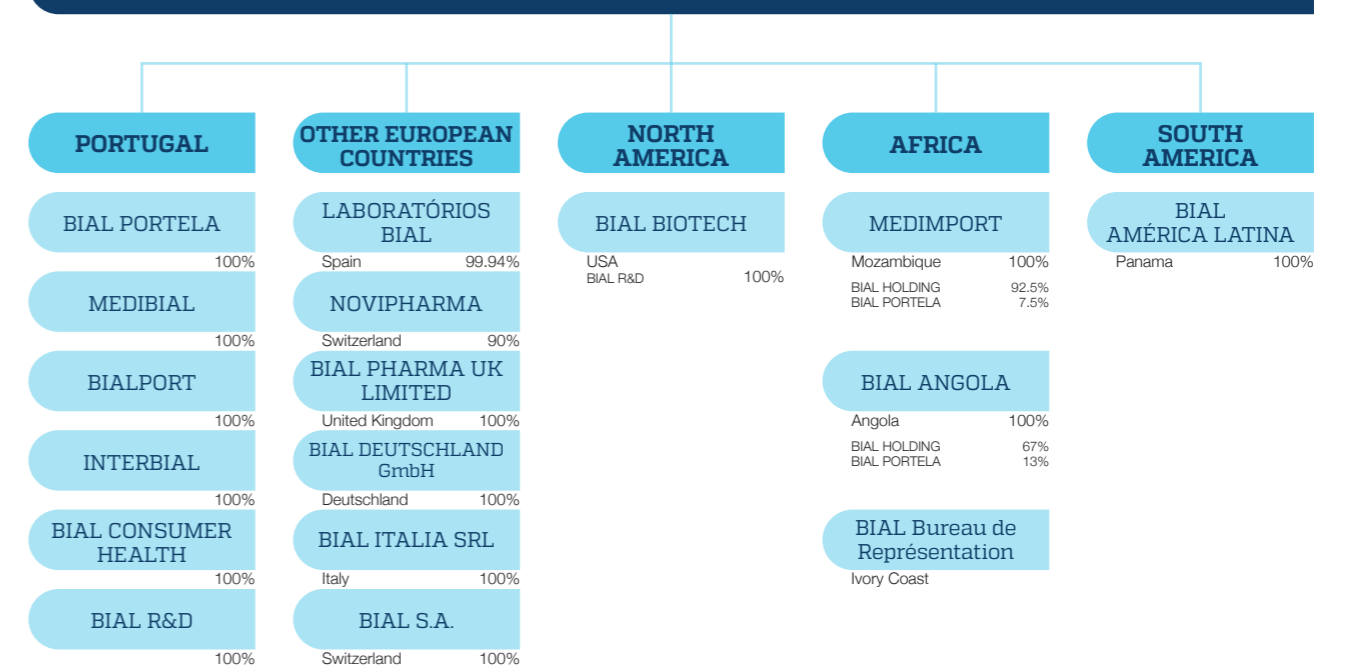 PORTUGAL
BIAL PORTELA
100%
MEDIBIAL
100%
BIALPORT
100%
INTERBIAL
100%
BIAL CONSUMER
HEALTH
100%
BIAL R&D
100%
OTHER EUROPEAN
COUNTRIES
LABORATÓRIOS
BIAL
Spain 99.94%
NOVIPHARMA
Switzerland 90%
BIAL PHARMA UK
LIMITED
United Kingdom 100%
BIAL DEUTSCHLAND
GmbH
Deutschland 100%
BIAL ITALIA SRL
Italy 100%
BIAL S.A.
Switzerland 100%
NORTH
AMERICA
BIAL BIOTECH
USA
BIAL R&D 100%
AFRICA
MEDIMPORT
Mozambique 100%
BIAL HOLDING 92.5%
BIAL PORTELA 7.5%
BIAL ANGOLA
Angola 100%
BIAL HOLDING 67%
BIAL PORTELA 13%
BIAL Bureau de
Représentation
Ivory Coast
SOUTH
AMERICA
BIAL
AMÉRICA LATINA
Panama 100%